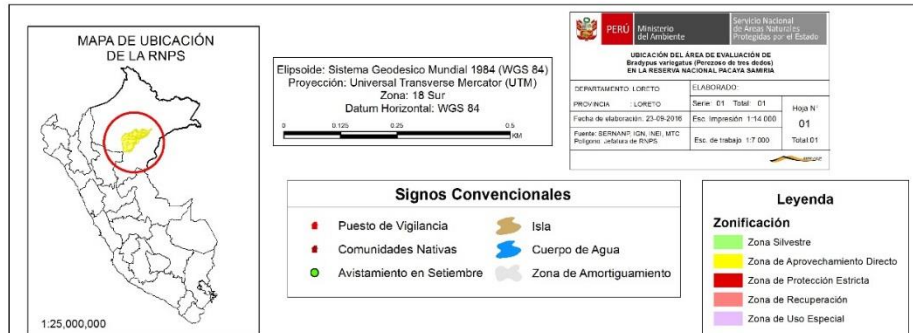 MAPA DE UBICACIÓN
DE LA RNPS
1:25,000,000
Elipsoide: Sistema Geodesico Mundial 1984 (WGS 84)
Proyección: Universal Transverse Mercator (UTM)
Zona: 18 Sur
Datum Horizontal: WGS 84
0 0.125 0.25 0.5
KM
PERÚ
Ministerio
del Ambiente
Servicio Nacional
de Áreas Naturales
Protegidas por el Estado
UBICACIÓN DEL ÁREA DE EVALUACIÓN DE
Bradypus variegatus (Perezoso de tres dedos)
EN LA RESERVA NACIONAL PACAYA SAMIRIA
DEPARTAMENTO: LORETO
PROVINCIA : LORETO
Fecha de elaboración: 23-09-2016
Fuente: SERNANP, IGN, INEI, MTC
Polígono: Jefatura de RNPS.
ELABORADO:
Serie: 01 Total: 01
Esc. Impresión 1:14 000
Esc. de trabajo 1:7 000
Hoja N°
01
Total 01
Signos Convencionales
Puesto de Vigilancia
Comunidades Nativas
Avistamiento en Setiembre
Isla
Cuerpo de Agua
Zona de Amortiguamiento
Leyenda
Zonificación
Zona Silvestre
Zona de Aprovechamiento Directo
Zona de Protección Estricta
Zona de Recuperación
Zona de Uso Especial